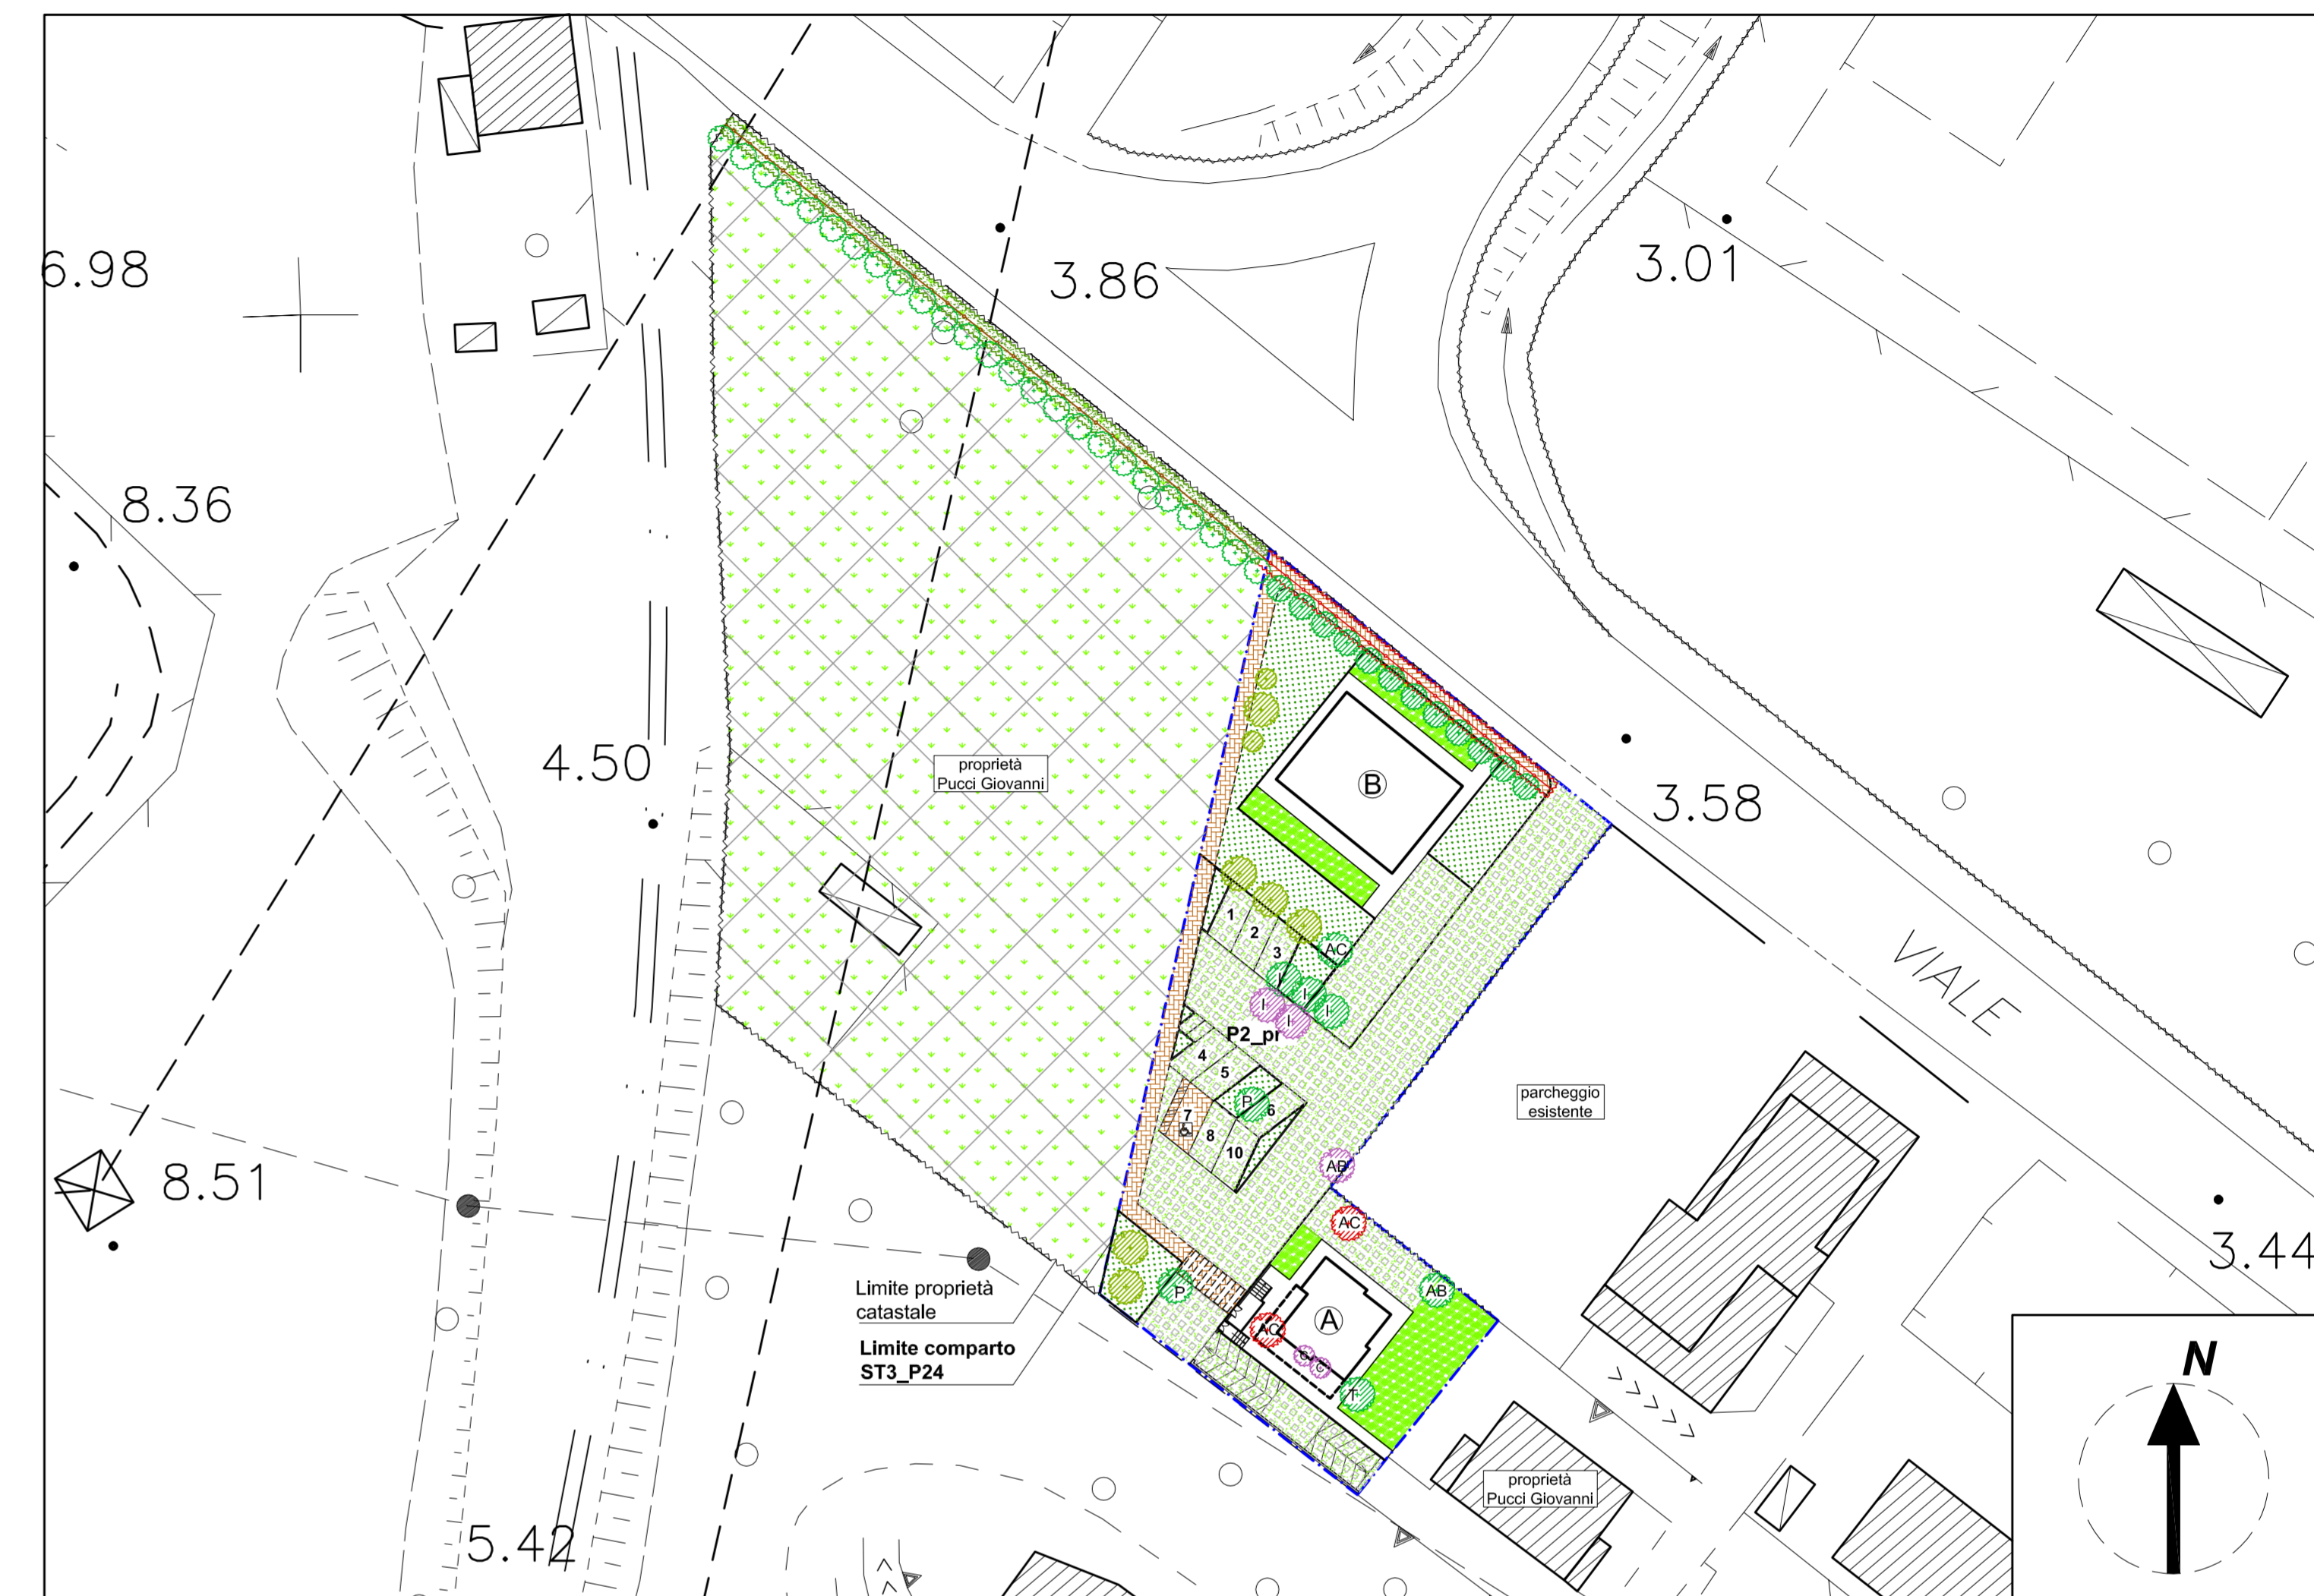 6.98
3.86
3.01
8.36
4.50
proprietà
Pucci Giovanni
B
3.58
VIALE
1
2
3
AC
I
I
I
I
I
P2_pr
4
5
P
6
7
8
10
parcheggio
esistente
AB
8.51
AC
3.44
P
AB
Limite proprietà
catastale
A
AC
Limite comparto
ST3_P24
C
C
T
N
proprietà
Pucci Giovanni
5.42